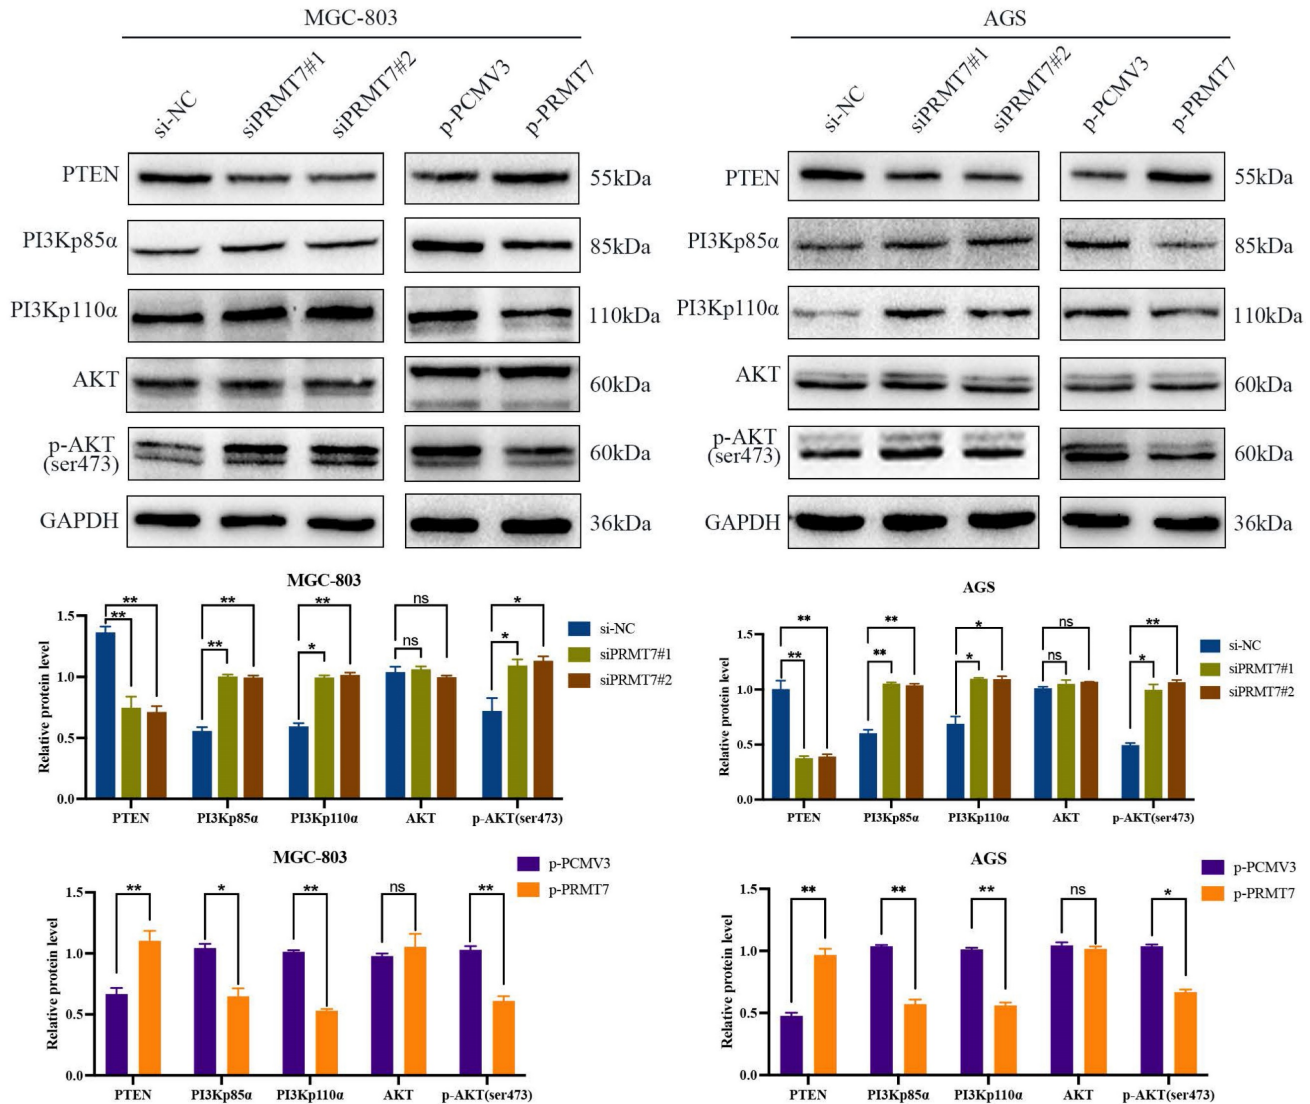 MGC-803
si-NC
siPRMT7#1
siPRMT7#2
p-PCMV3
p-PRMT7
PTEN
55kDa
PI3Kp85α
85kDa
PI3Kp110α
110kDa
AKT
60kDa
p-AKT
(ser473)
60kDa
GAPDH
36kDa
AGS
si-NC
siPRMT7#1
siPRMT7#2
p-PCMV3
p-PRMT7
PTEN
55kDa
PI3Kp85α
85kDa
PI3Kp110α
110kDa
AKT
60kDa
p-AKT
(ser473)
60kDa
GAPDH
36kDa
MGC-803
Relative protein level
1.5
1.0
0.5
0.0
** ** ns *
** ** * ns *
**
PTEN PI3Kp85α PI3Kp110α AKT p-AKT(ser473)
si-NC
siPRMT7#1
siPRMT7#2
AGS
Relative protein level
1.5
1.0
0.5
0.0
** ** * ns **
** ** * ns *
PTEN PI3Kp85α PI3Kp110α AKT p-AKT(ser473)
si-NC
siPRMT7#1
siPRMT7#2
MGC-803
Relative protein level
1.5
1.0
0.5
0.0
** * ** ns **
PTEN PI3Kp85α PI3Kp110α AKT p-AKT(ser473)
p-PCMV3
p-PRMT7
AGS
Relative protein level
1.5
1.0
0.5
0.0
** ** ** ns *
PTEN PI3Kp85α PI3Kp110α AKT p-AKT(ser473)
p-PCMV3
p-PRMT7